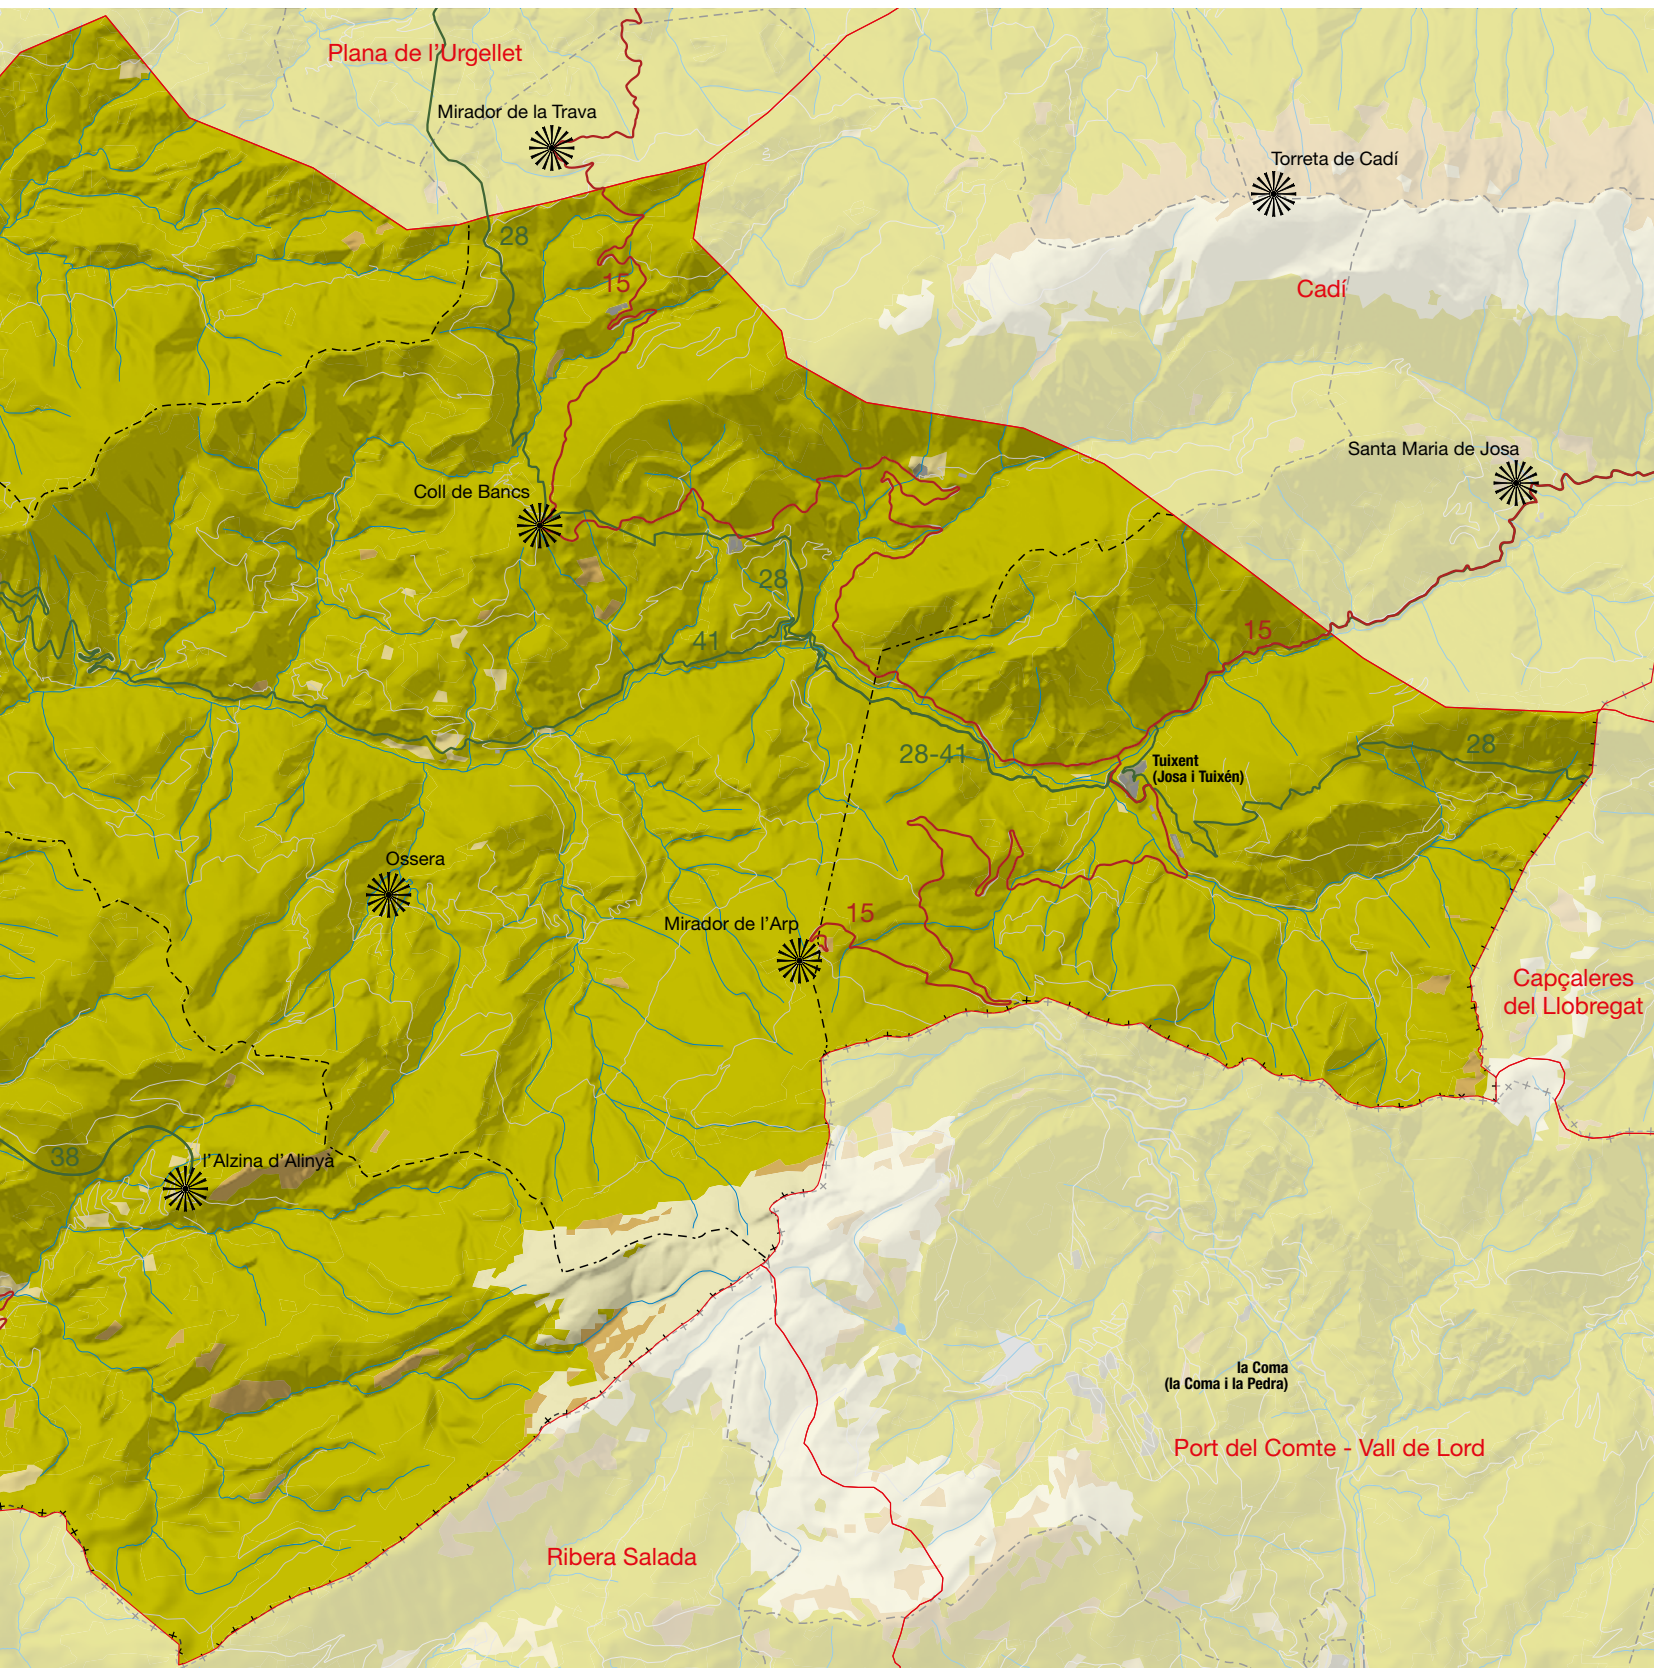 Plana de l'Urgellet
Mirador de la Trava
Torreta de Cadí
28
15
Cadí
Santa Maria de Josa
Coll de Bancs
28
41
15
28-41
28
Tuixent
(Josa i Tuixén)
Ossera
Mirador de l'Arp
15
Capçaleres
del Llobregat
38
l'Alzina d'Alinyà
la Coma
(la Coma i la Pedra)
Port del Comte - Vall de Lord
Ribera Salada